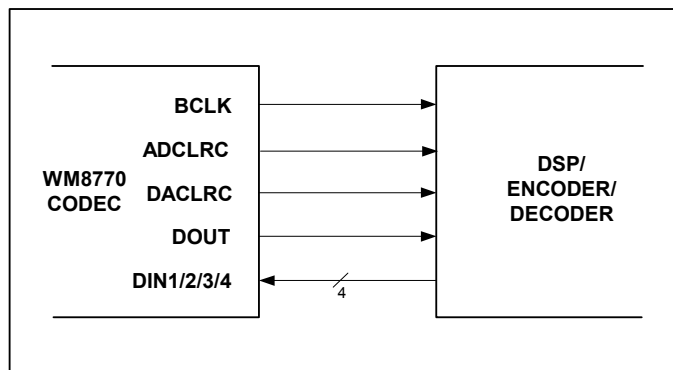 BCLK
ADCLRC
WM8770
CODEC
DACLRC
DOUT
DIN1/2/3/4
4
DSP/
ENCODER/
DECODER